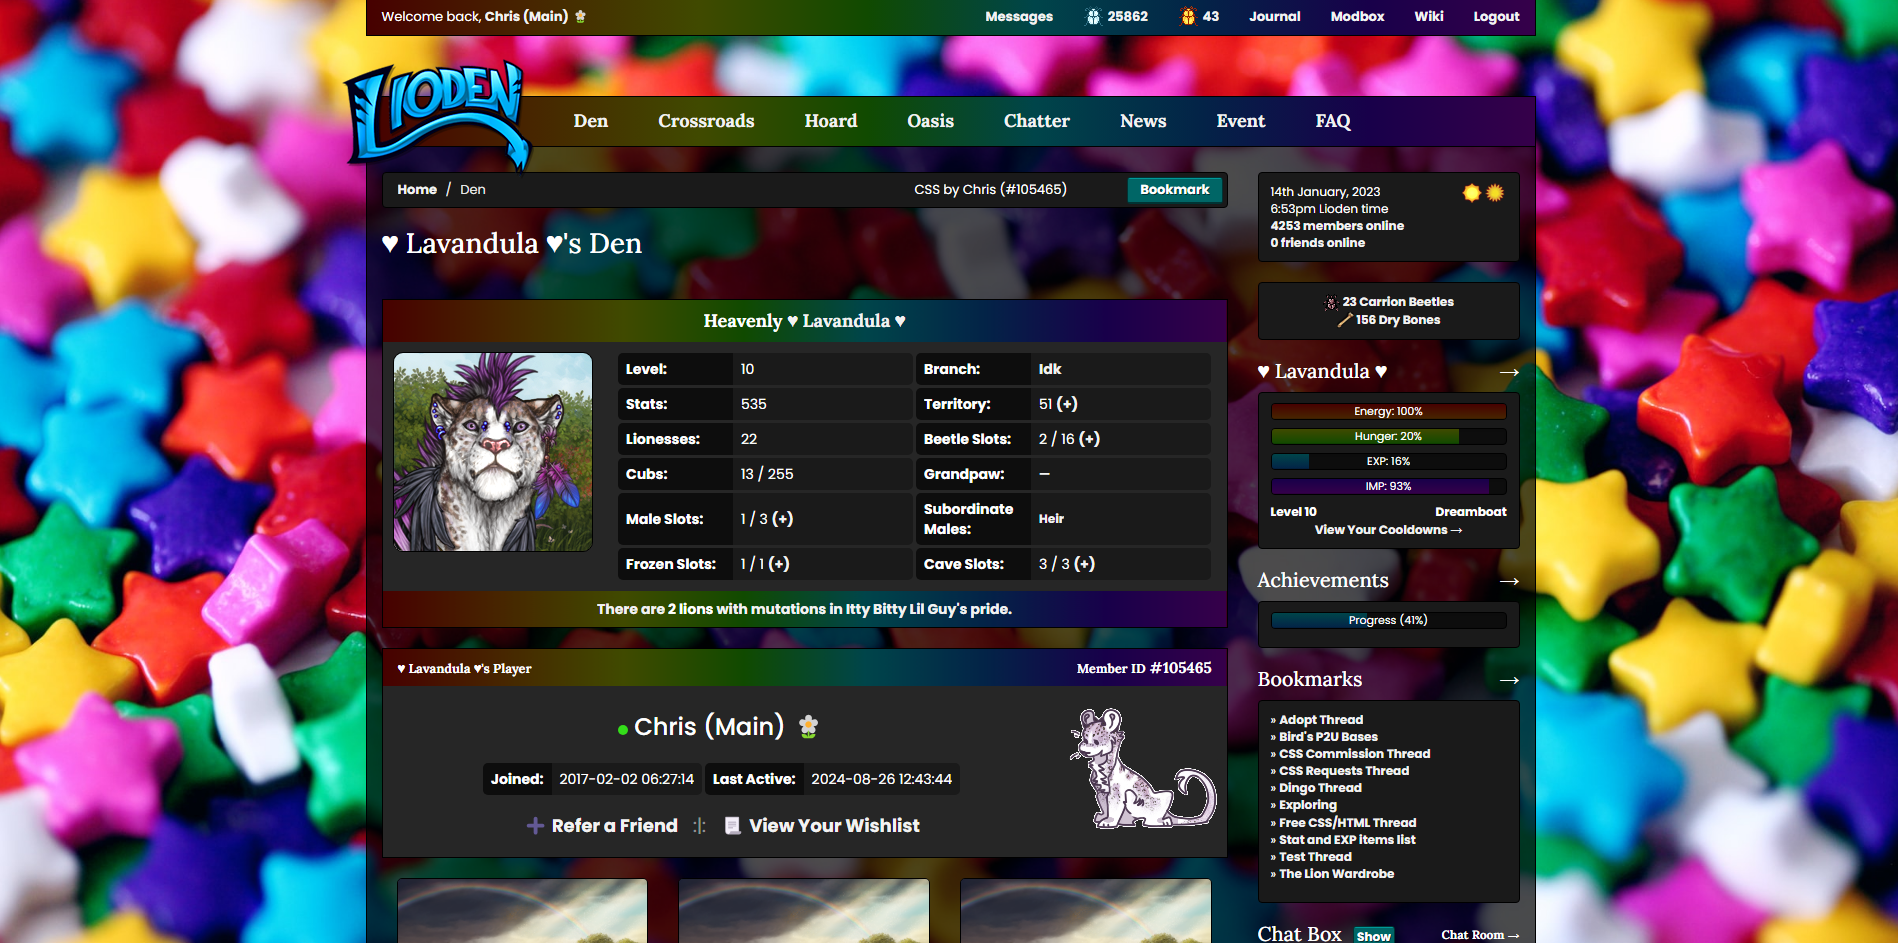 Welcome back, Chris (Main)
Messages 25862 43 Journal Modbox Wiki Logout
LIODEN
Den Crossroads Hoard Oasis Chatter News Event FAQ
Home / Den CSS by Chris (#105465) Bookmark
♥ Lavandula ♥'s Den
Heavenly ♥ Lavandula ♥
Level: 10 Branch: Idk
Stats: 535 Territory: 51 (+)
Lionesses: 22 Beetle Slots: 2 / 16 (+)
Cubs: 13 / 255 Grandpaw: —
Male Slots: 1 / 3 (+) Subordinate Males: Heir
Frozen Slots: 1 / 1 (+) Cave Slots: 3 / 3 (+)
There are 2 lions with mutations in Itty Bitty Lil Guy's pride.
♥ Lavandula ♥'s Player Member ID #105465
Chris (Main)
Joined: 2017-02-02 06:27:14 Last Active: 2024-08-26 12:43:44
Refer a Friend :|: View Your Wishlist
14th January, 2023
6:53pm Lioden time
4253 members online
0 friends online
23 Carrion Beetles
156 Dry Bones
♥ Lavandula ♥ →
Energy: 100%
Hunger: 20%
EXP: 16%
IMP: 93%
Level 10 Dreamboat
View Your Cooldowns →
Achievements →
Progress (41%)
Bookmarks →
» Adopt Thread
» Bird's P2U Bases
» CSS Commission Thread
» CSS Requests Thread
» Dingo Thread
» Exploring
» Free CSS/HTML Thread
» Stat and EXP items list
» Test Thread
» The Lion Wardrobe
Chat Box Show Chat Room →